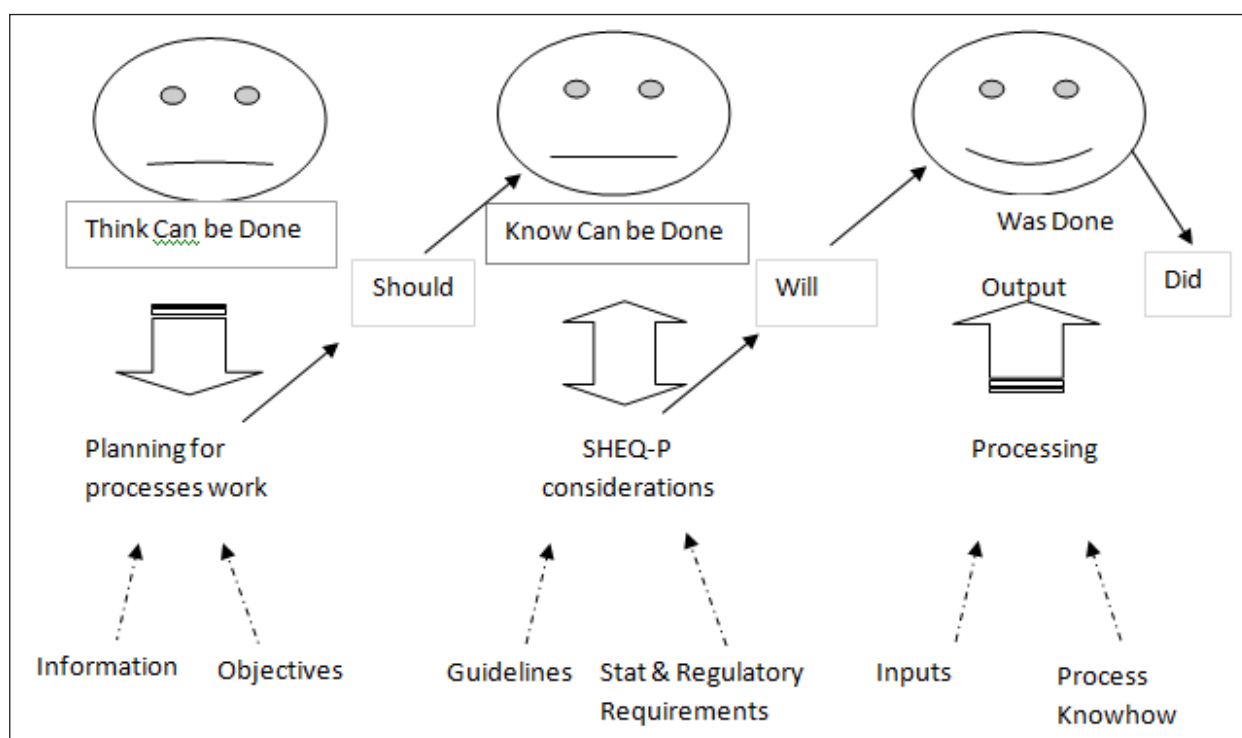 Think Can be Done
Know Can be Done
Was Done
Should
Will
Output
Did
Planning for
processes work
SHEQ-P
considerations
Processing
Information
Objectives
Guidelines
Stat & Regulatory
Requirements
Inputs
Process
Knowhow